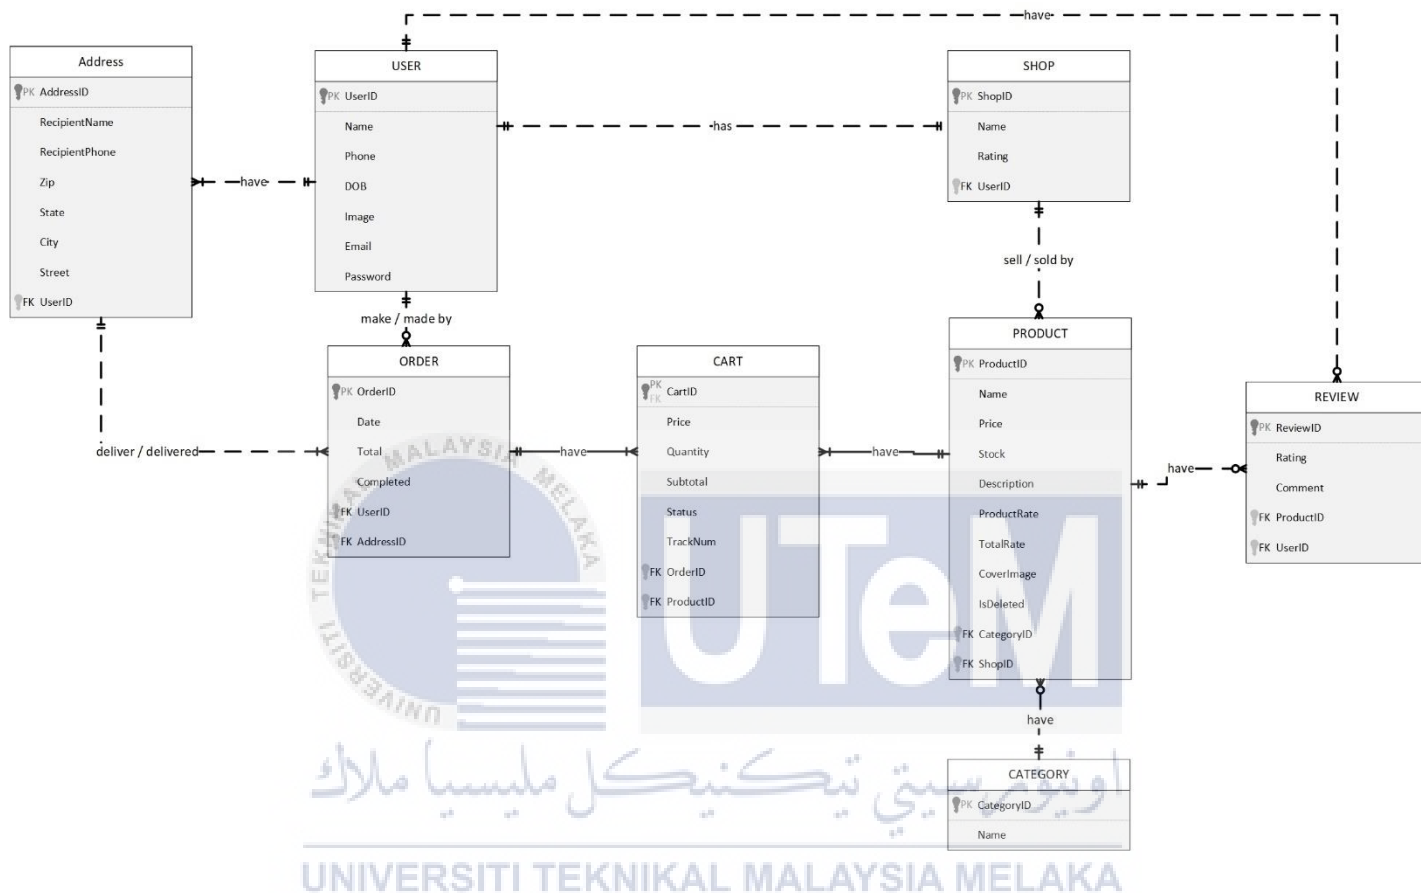 have
Address
PK AddressID
RecipientName
RecipientPhone
Zip
State
City
Street
FK UserID
USER
PK UserID
Name
Phone
DOB
Image
Email
Password
SHOP
PK ShopID
Name
Rating
FK UserID
has
have
sell / sold by
make / made by
deliver / delivered
ORDER
PK OrderID
Date
Total
Completed
FK UserID
FK AddressID
have
CART
PK
FK CartID
Price
Quantity
Subtotal
Status
TrackNum
FK OrderID
FK ProductID
have
PRODUCT
PK ProductID
Name
Price
Stock
Description
ProductRate
TotalRate
CoverImage
IsDeleted
FK CategoryID
FK ShopID
have
REVIEW
PK ReviewID
Rating
Comment
FK ProductID
FK UserID
have
CATEGORY
PK CategoryID
Name
UNIVERSITI TEKNIKAL MALAYSIA MELAKA
UTeM
اونيۏرسيتي تيكنيكل مليسيا ملاك
UNIVERSITI TEKNIKAL MALAYSIA MELAKA